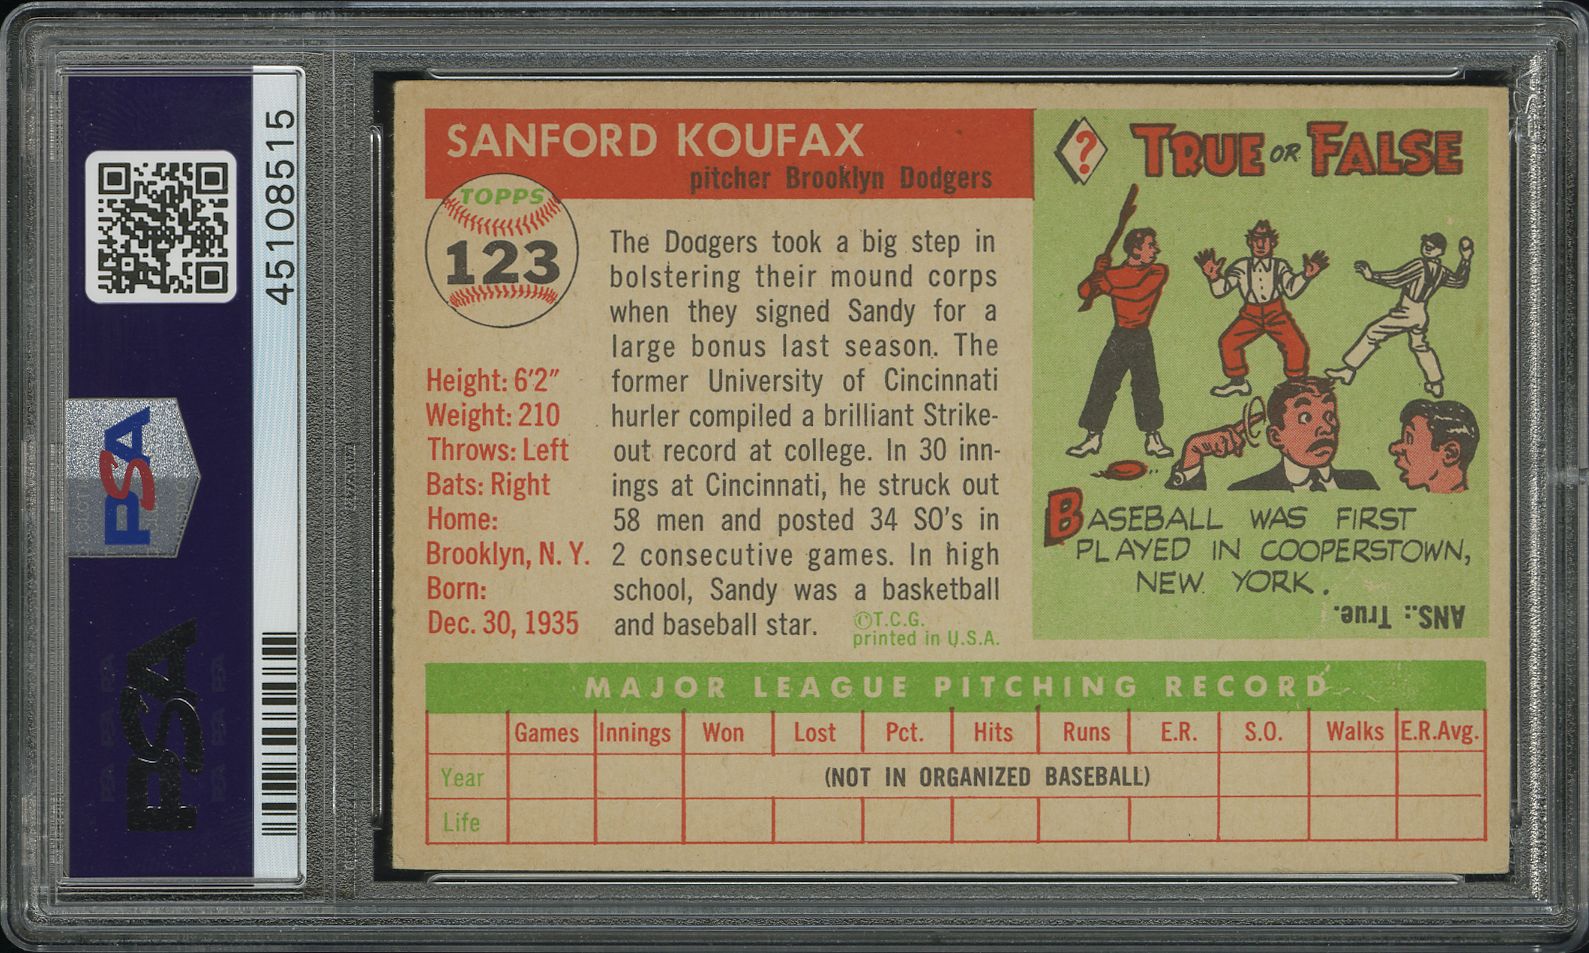 45108515
PSA
PSA
SANFORD KOUFAX
pitcher Brooklyn Dodgers
TOPPS
123
Height: 6'2"
Weight: 210
Throws: Left
Bats: Right
Home:
Brooklyn, N. Y.
Born:
Dec. 30, 1935
The Dodgers took a big step in
bolstering their mound corps
when they signed Sandy for a
large bonus last season. The
former University of Cincinnati
hurler compiled a brilliant Strike-
out record at college. In 30 inn-
ings at Cincinnati, he struck out
58 men and posted 34 SO's in
2 consecutive games. In high
school, Sandy was a basketball
and baseball star.
©T.C.G.
printed in U.S.A.
?
TRUE OR FALSE
BASEBALL WAS FIRST
PLAYED IN COOPERSTOWN,
NEW YORK.
ANS.: True.
MAJOR LEAGUE PITCHING RECORD
Games Innings Won Lost Pct. Hits Runs E.R. S.O. Walks E.R.Avg.
Year (NOT IN ORGANIZED BASEBALL)
Life